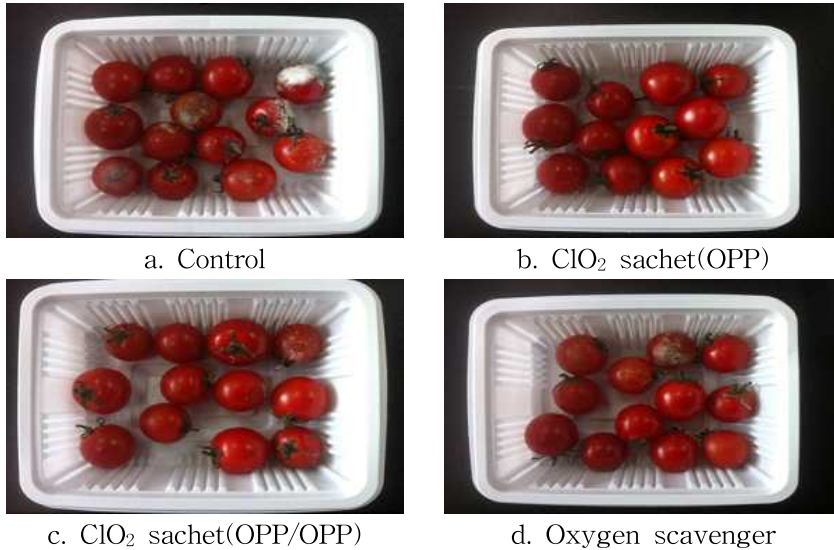 a. Control
b. ClO₂ sachet(OPP)
c. ClO₂ sachet(OPP/OPP)
d. Oxygen scavenger